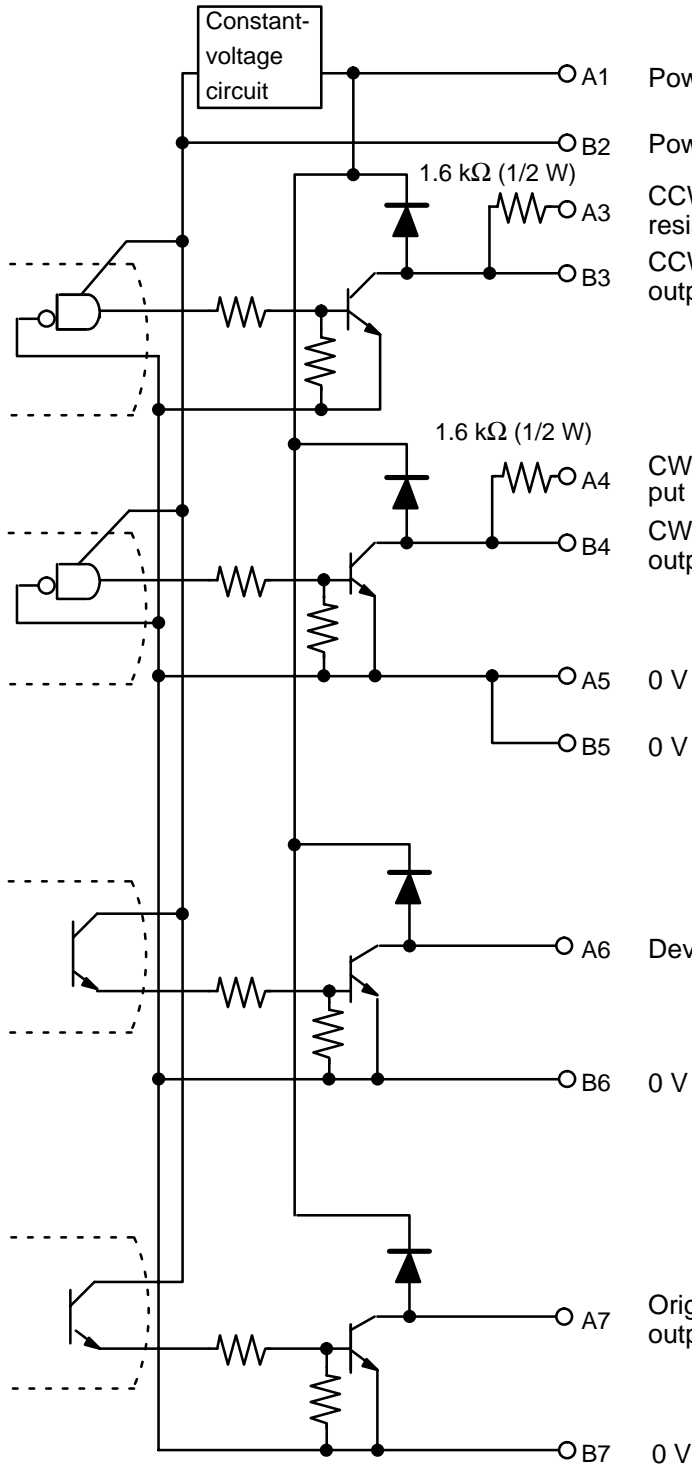 Constant-
voltage
circuit
A1 Pow
B2 Pow
1.6 kΩ (1/2 W)
A3 CCW
resi
B3 CCW
outp
1.6 kΩ (1/2 W)
A4 CW
put
B4 CW
outp
A5 0 V
B5 0 V
A6 Dev
B6 0 V
A7 Orig
outp
B7 0 V